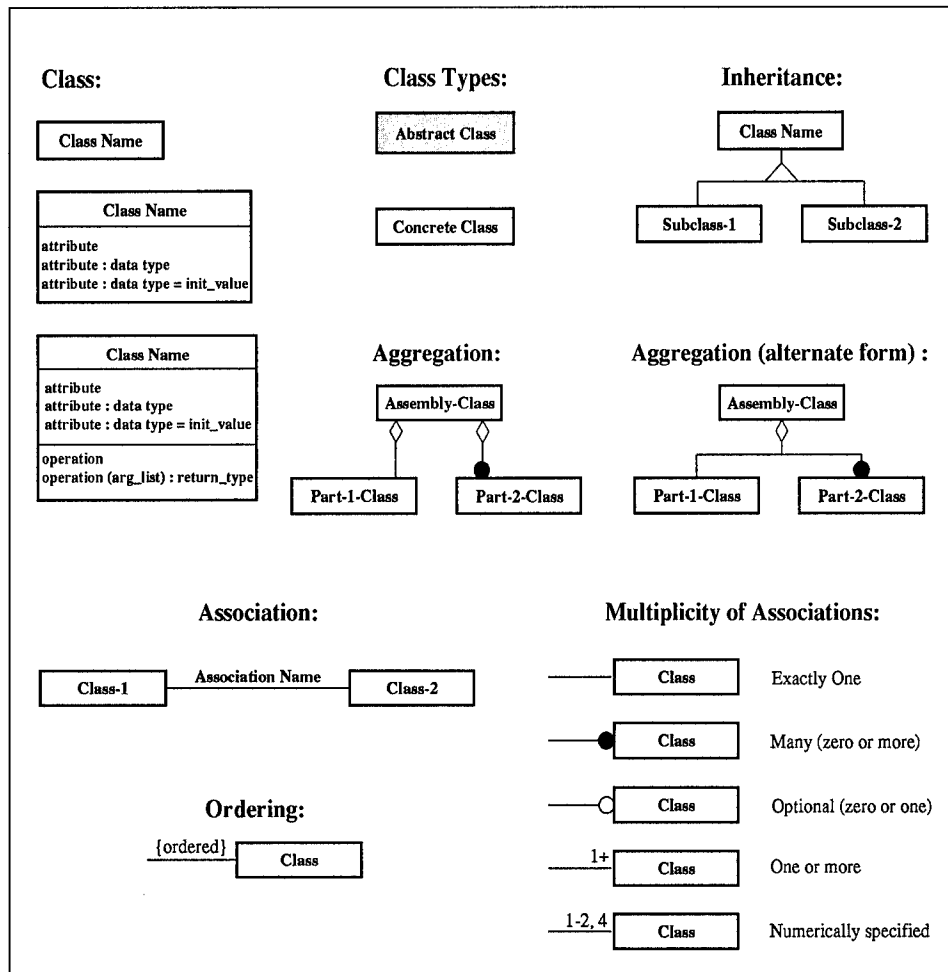 Class:
Class Name
Class Name
attribute
attribute : data type
attribute : data type = init_value
Class Name
attribute
attribute : data type
attribute : data type = init_value
operation
operation (arg_list) : return_type
Class Types:
Abstract Class
Concrete Class
Inheritance:
Class Name
Subclass-1
Subclass-2
Aggregation:
Assembly-Class
Part-1-Class
Part-2-Class
Aggregation (alternate form) :
Assembly-Class
Part-1-Class
Part-2-Class
Association:
Class-1
Association Name
Class-2
Ordering:
{ordered}
Class
Multiplicity of Associations:
Class
Exactly One
Class
Many (zero or more)
Class
Optional (zero or one)
1+
Class
One or more
1-2, 4
Class
Numerically specified